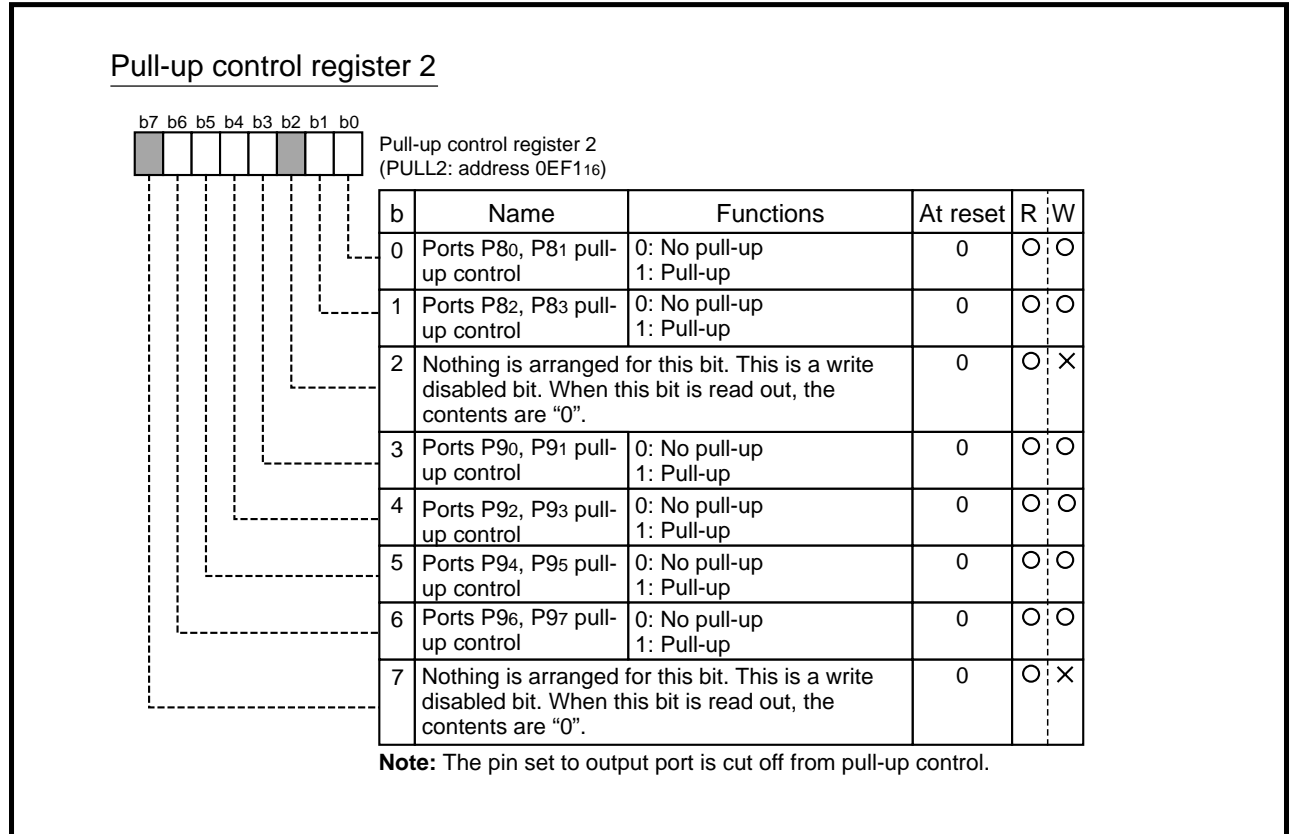 Pull-up control register 2
b7 b6 b5 b4 b3 b2 b1 b0
Pull-up control register 2
(PULL2: address 0EF116)
b Name Functions At reset R W
0 Ports P80, P81 pull- 0: No pull-up 0 O O
up control 1: Pull-up
1 Ports P82, P83 pull- 0: No pull-up 0 O O
up control 1: Pull-up
2 Nothing is arranged for this bit. This is a write 0 O ×
disabled bit. When this bit is read out, the
contents are “0”.
3 Ports P90, P91 pull- 0: No pull-up 0 O O
up control 1: Pull-up
4 Ports P92, P93 pull- 0: No pull-up 0 O O
up control 1: Pull-up
5 Ports P94, P95 pull- 0: No pull-up 0 O O
up control 1: Pull-up
6 Ports P96, P97 pull- 0: No pull-up 0 O O
up control 1: Pull-up
7 Nothing is arranged for this bit. This is a write 0 O ×
disabled bit. When this bit is read out, the
contents are “0”.
Note: The pin set to output port is cut off from pull-up control.